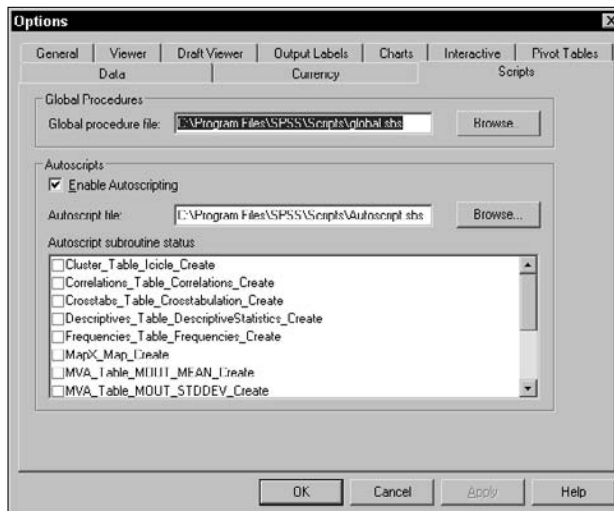 Options
X
General Viewer Draft Viewer Output Labels Charts Interactive Pivot Tables
Data Currency Scripts
Global Procedures
Global procedure file: C:\Program Files\SPSS\Scripts\global.sbs Browse...
Autoscripts
Enable Autoscripting
Autoscript file: C:\Program Files\SPSS\Scripts\Autoscript.sbs Browse...
Autoscript subroutine status
Cluster_Table_Icicle_Create
Correlations_Table_Correlations_Create
Crosstabs_Table_Crosstabulation_Create
Descriptives_Table_DescriptiveStatistics_Create
Frequencies_Table_Frequencies_Create
MapX_Map_Create
MVA_Table_MOUT_MEAN_Create
MVA_Table_MOUT_STDDEV_Create
OK Cancel Apply Help